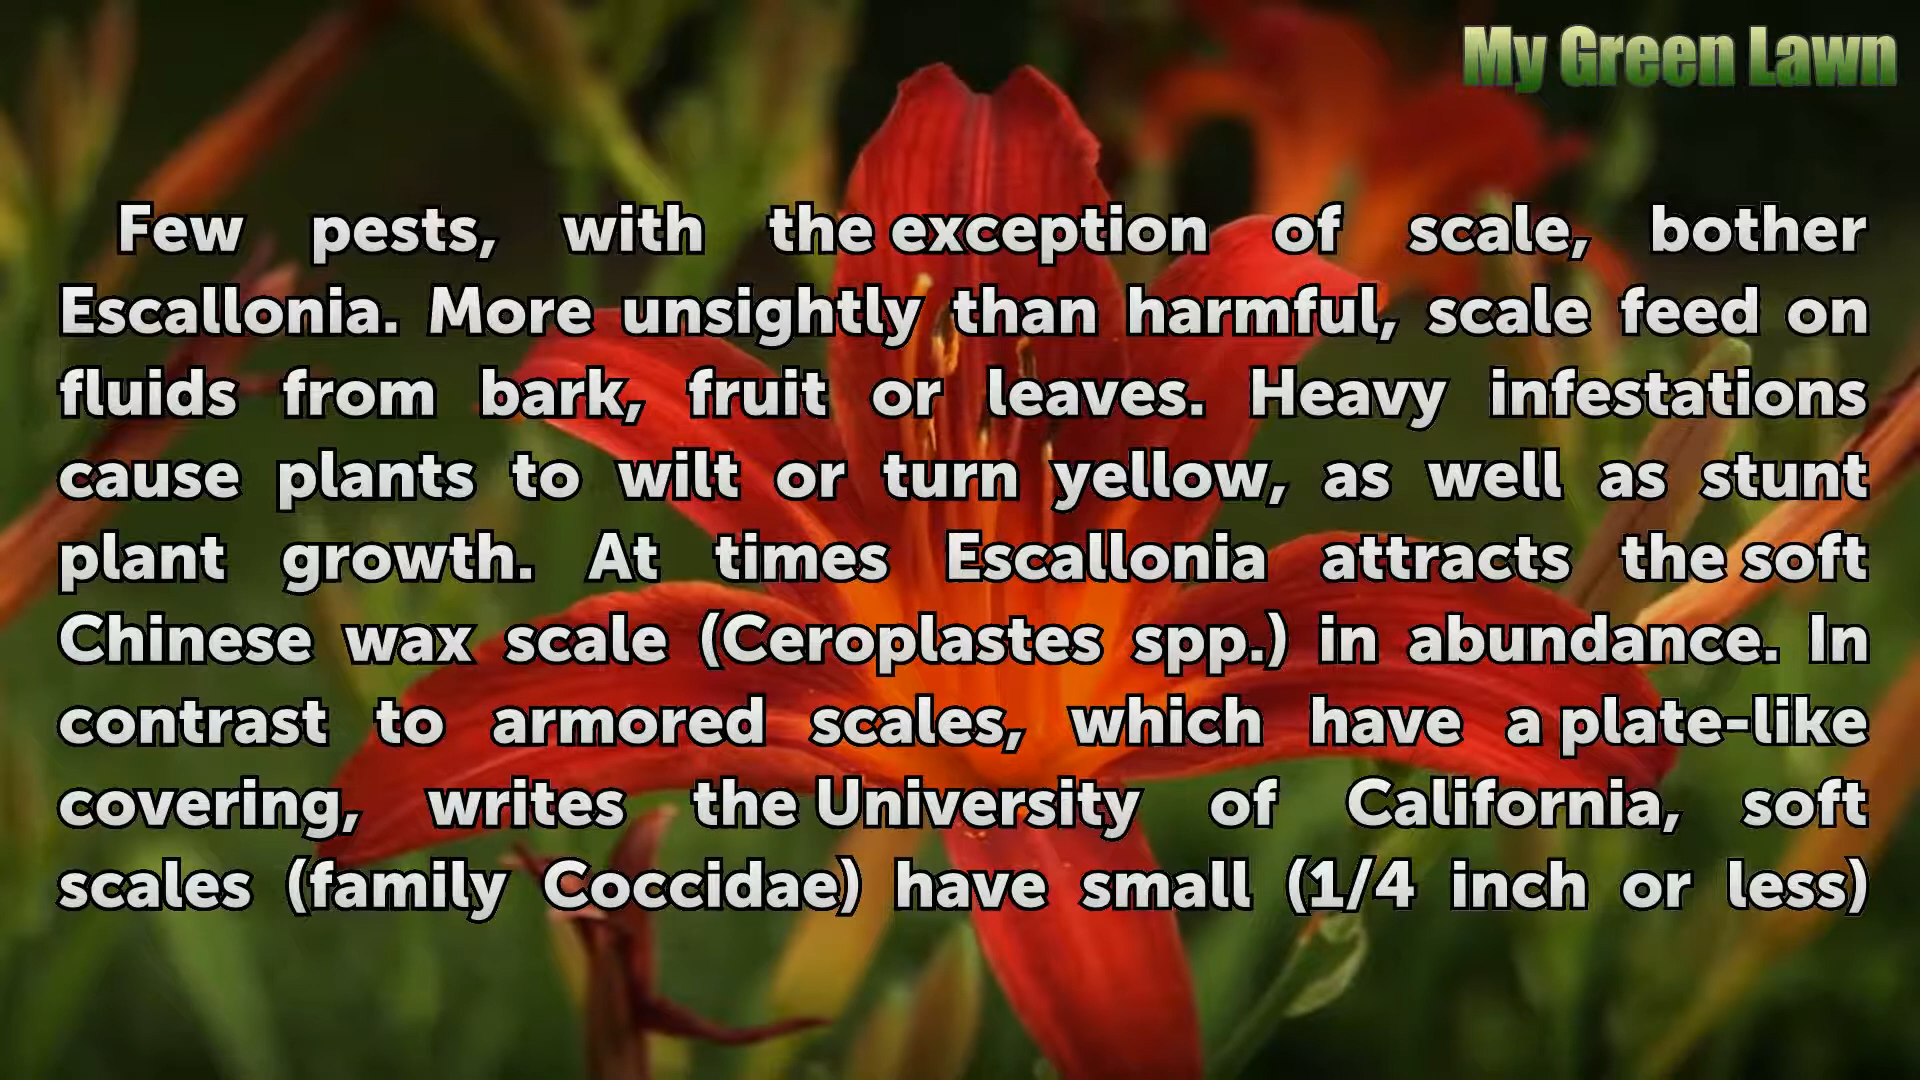 My Green Lawn
Few pests, with the exception of scale, bother
Escallonia. More unsightly than harmful, scale feed on
fluids from bark, fruit or leaves. Heavy infestations
cause plants to wilt or turn yellow, as well as stunt
plant growth. At times Escallonia attracts the soft
Chinese wax scale (Ceroplastes spp.) in abundance. In
contrast to armored scales, which have a plate-like
covering, writes the University of California, soft
scales (family Coccidae) have small (1/4 inch or less)